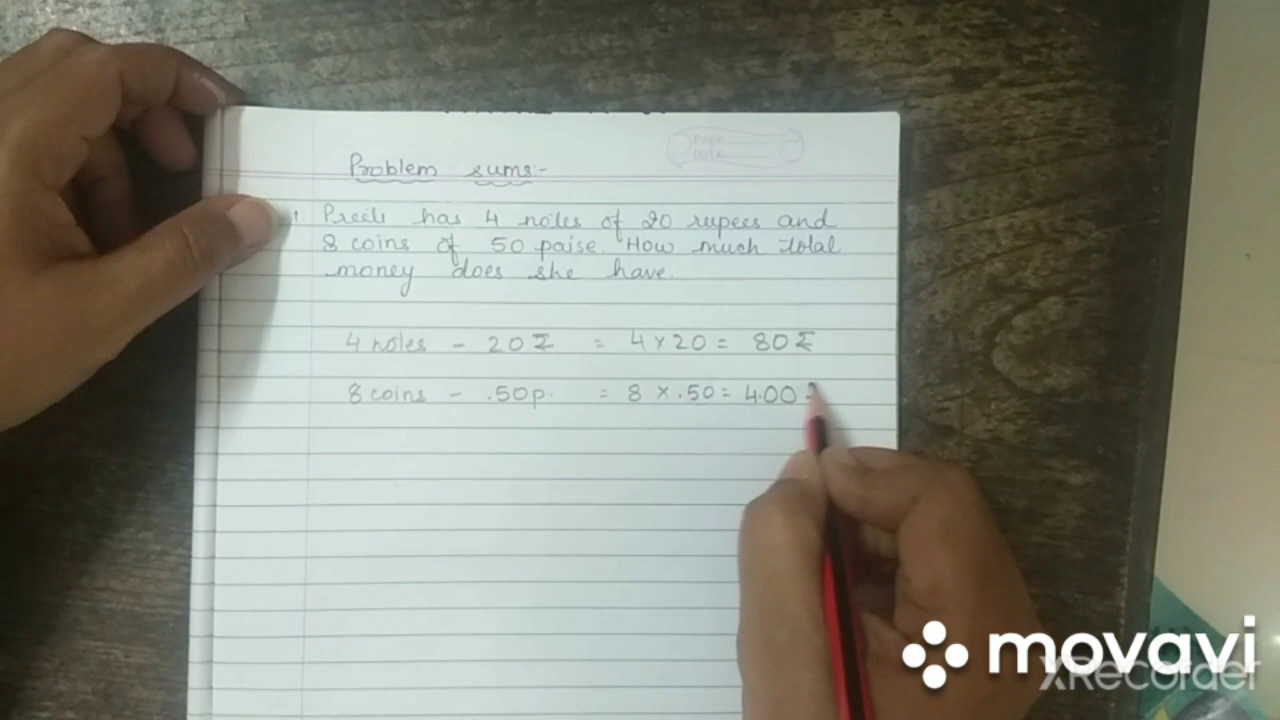 Problem sums:-
1 Preeti has 4 notes of 20 rupees and
8 coins of 50 paise. How much total
money does she have.
4 notes - 20₹ = 4 × 20 = 80₹
8 coins - .50p. = 8 × .50 = 4.00 ₹
movavi
XRecorder